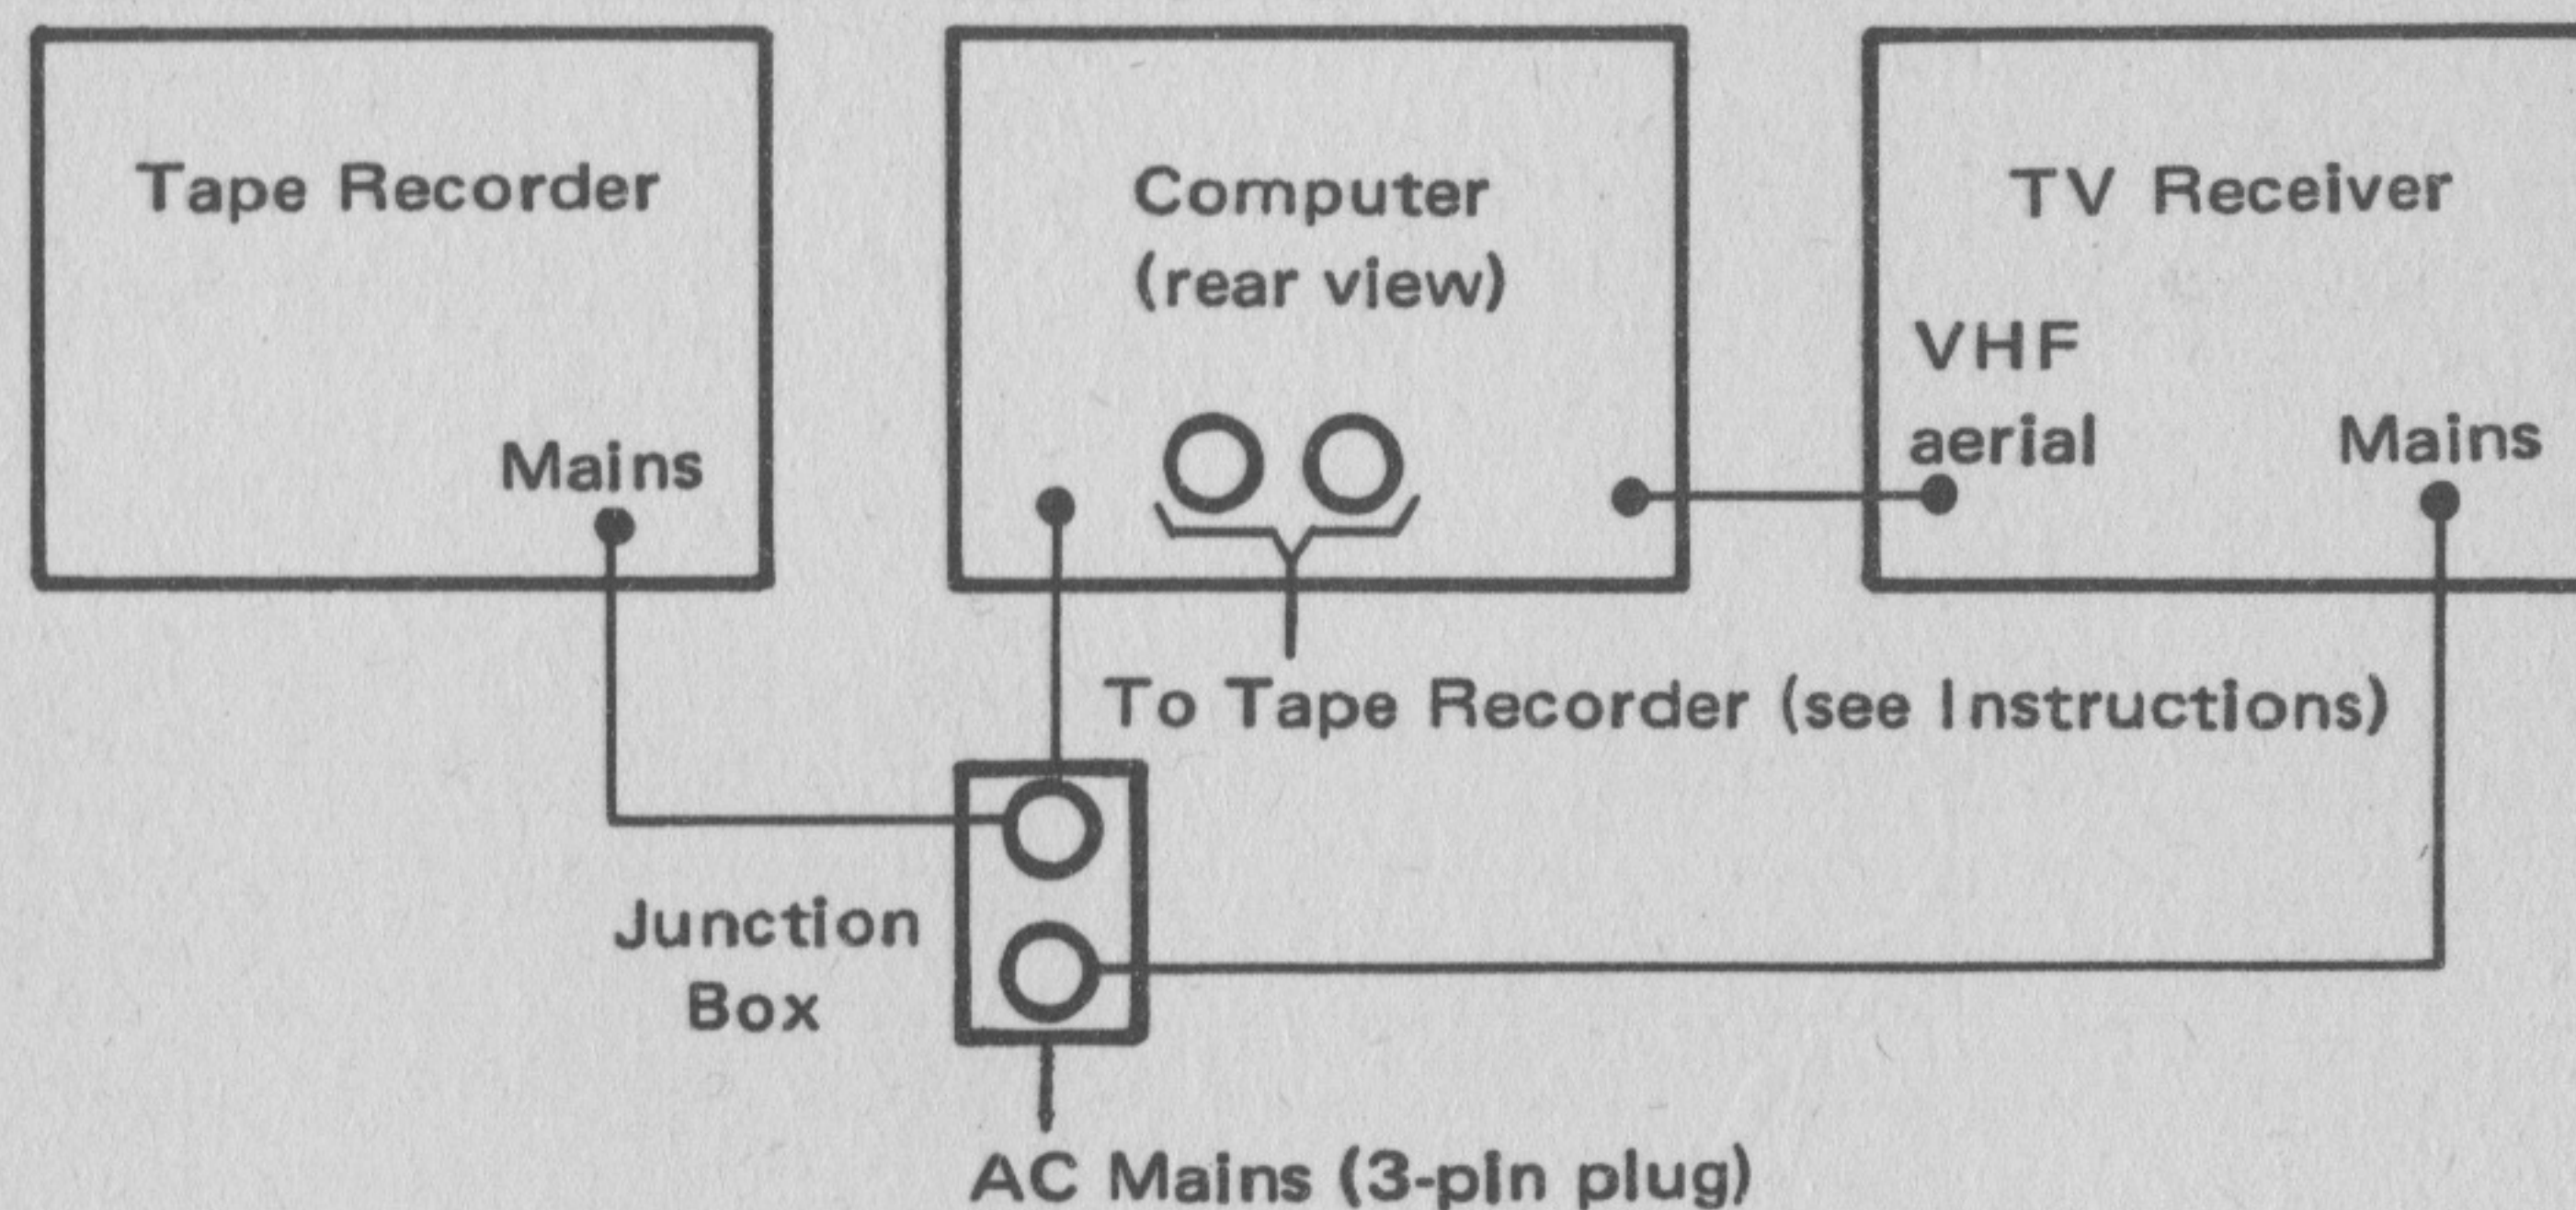 Tape Recorder
Mains
Computer
(rear view)
TV Receiver
VHF
aerial
Mains
To Tape Recorder (see Instructions)
Junction
Box
AC Mains (3-pin plug)